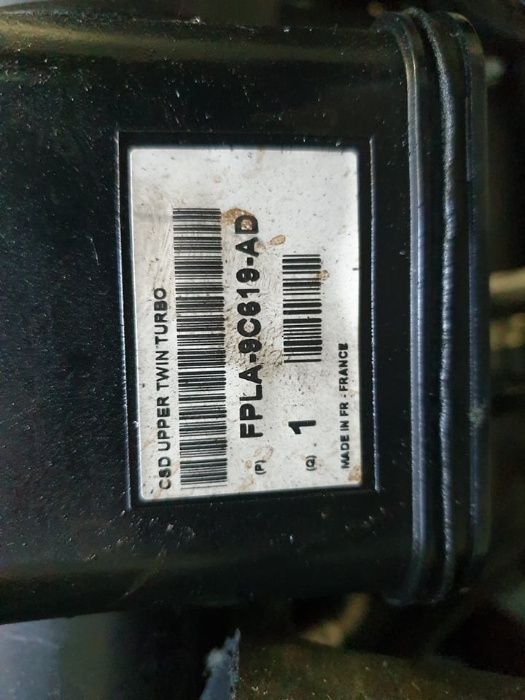 CSD UPPER TWIN TURBO
(P) FPLA-9C619-AD
(Q) 1
MADE IN FR - FRANCE